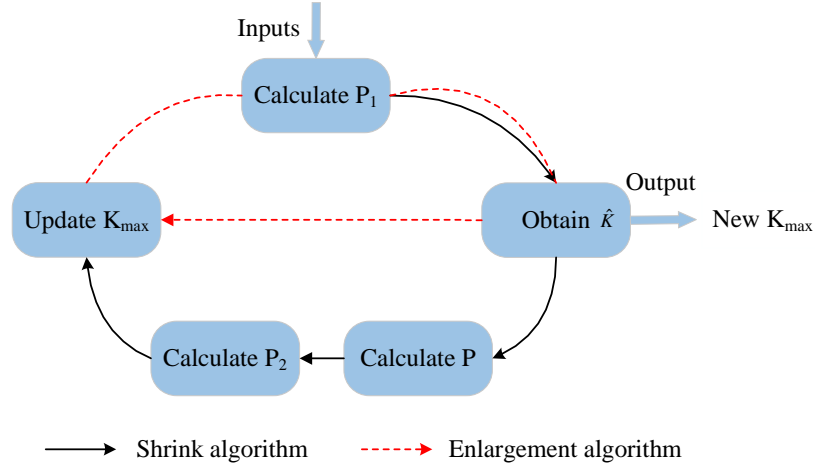 Inputs
Calculate P₁
Output
Update Kₘₐₓ
Obtain K̂
New Kₘₐₓ
Calculate P₂
Calculate P
Shrink algorithm
Enlargement algorithm